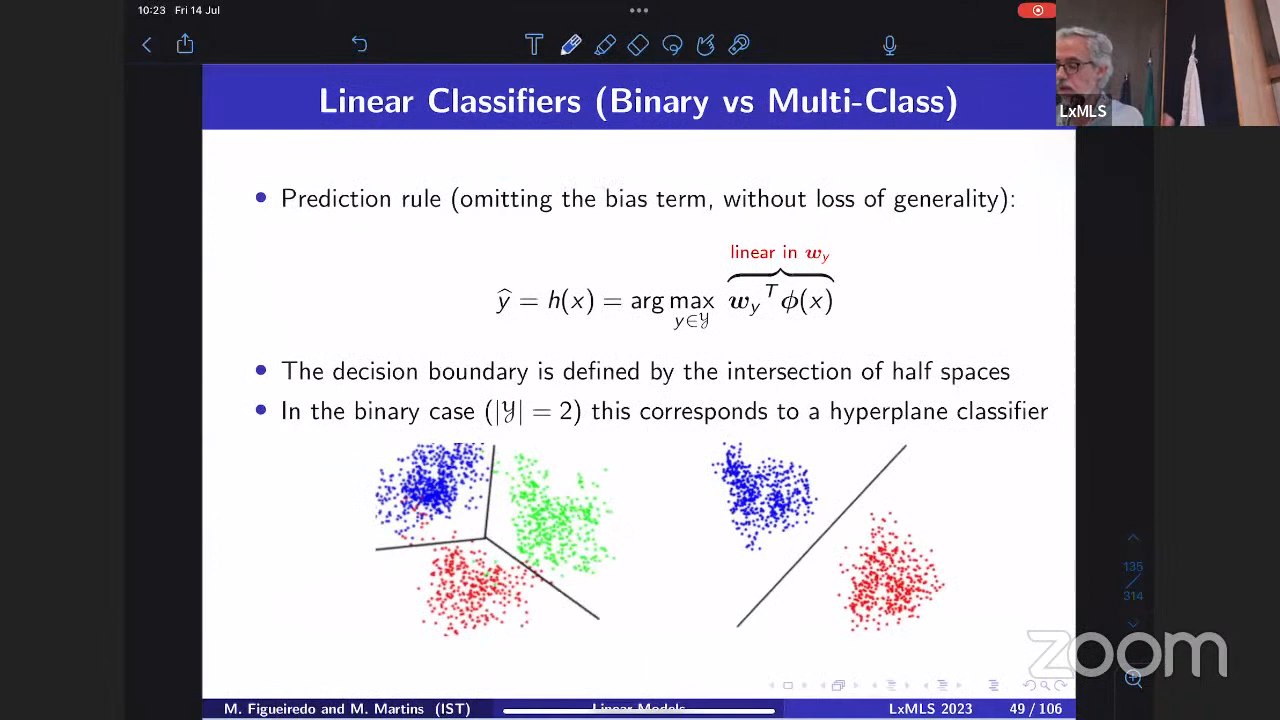 10:23 Fri 14 Jul
LxMLS
Linear Classifiers (Binary vs Multi-Class)
Prediction rule (omitting the bias term, without loss of generality):
linear in w_y
ŷ = h(x) = arg max_{y∈𝒴} w_y^T ϕ(x)
The decision boundary is defined by the intersection of half spaces
In the binary case (|𝒴| = 2) this corresponds to a hyperplane classifier
135
314
zoom
M. Figueiredo and M. Martins (IST) Linear Models LxMLS 2023 49 / 106